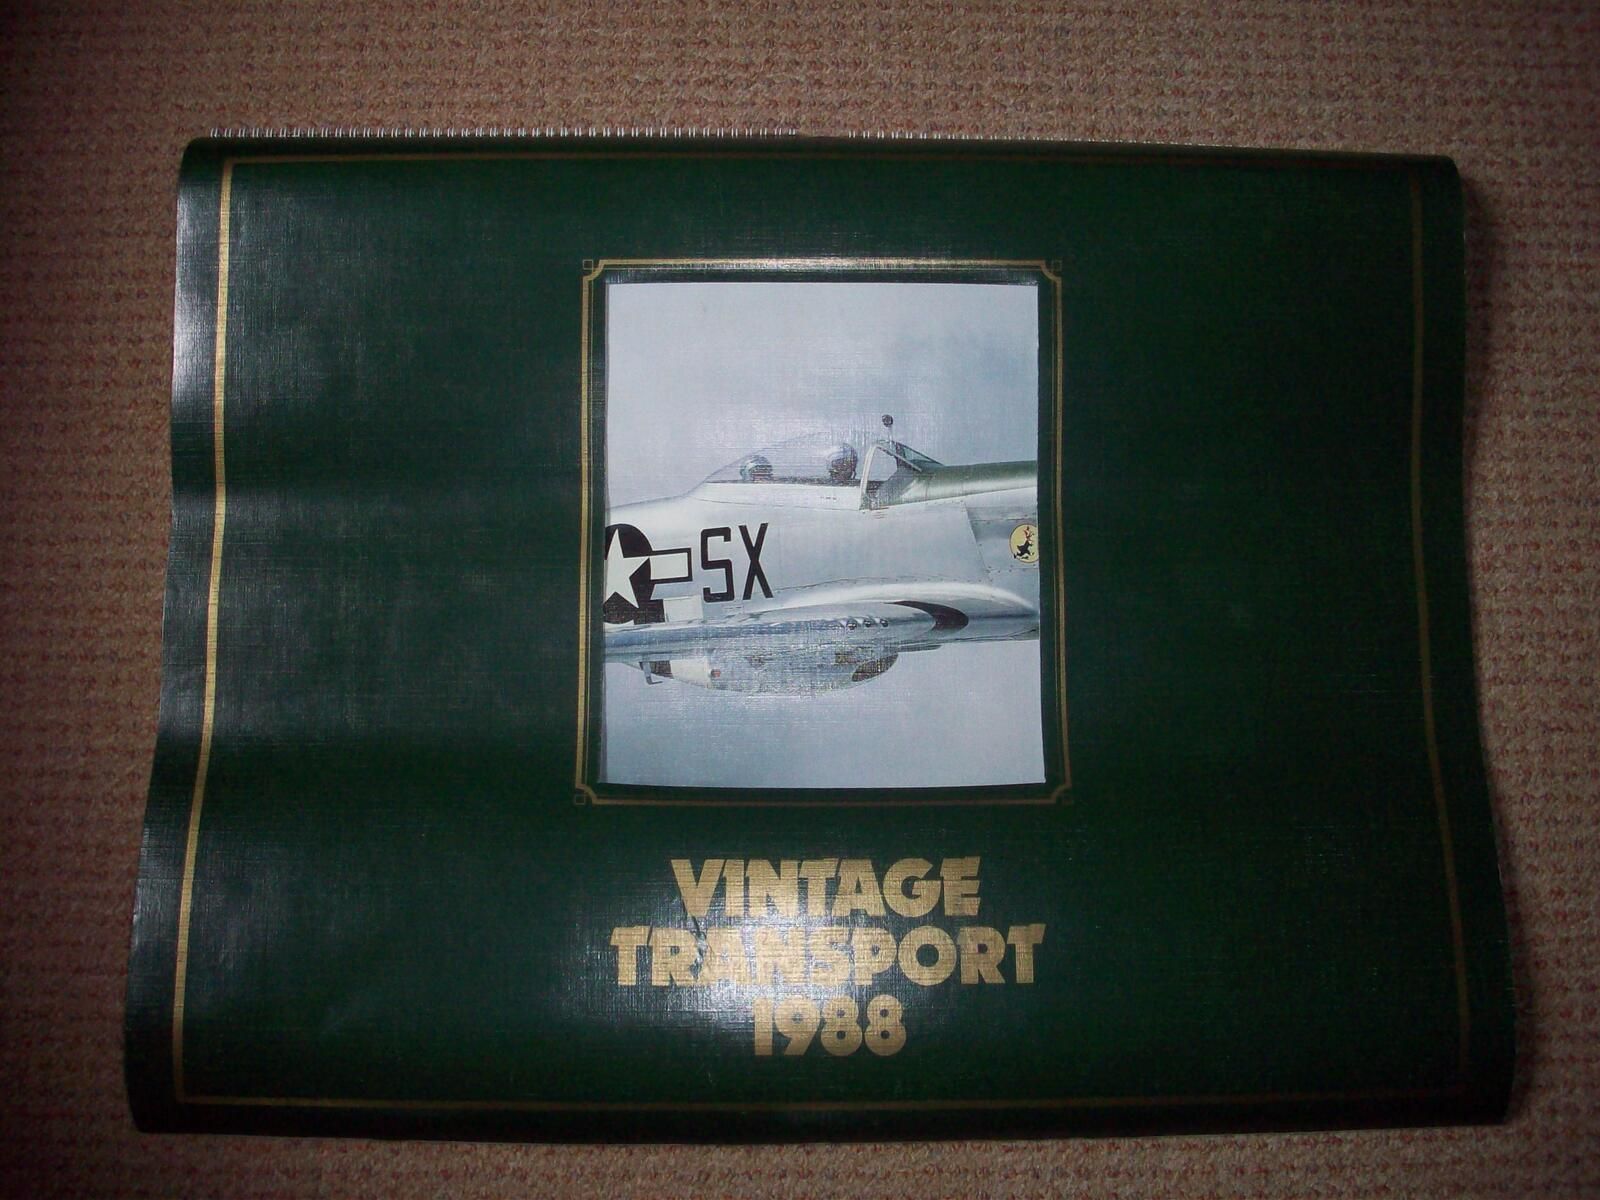 SX
VINTAGE
TRANSPORT
1988